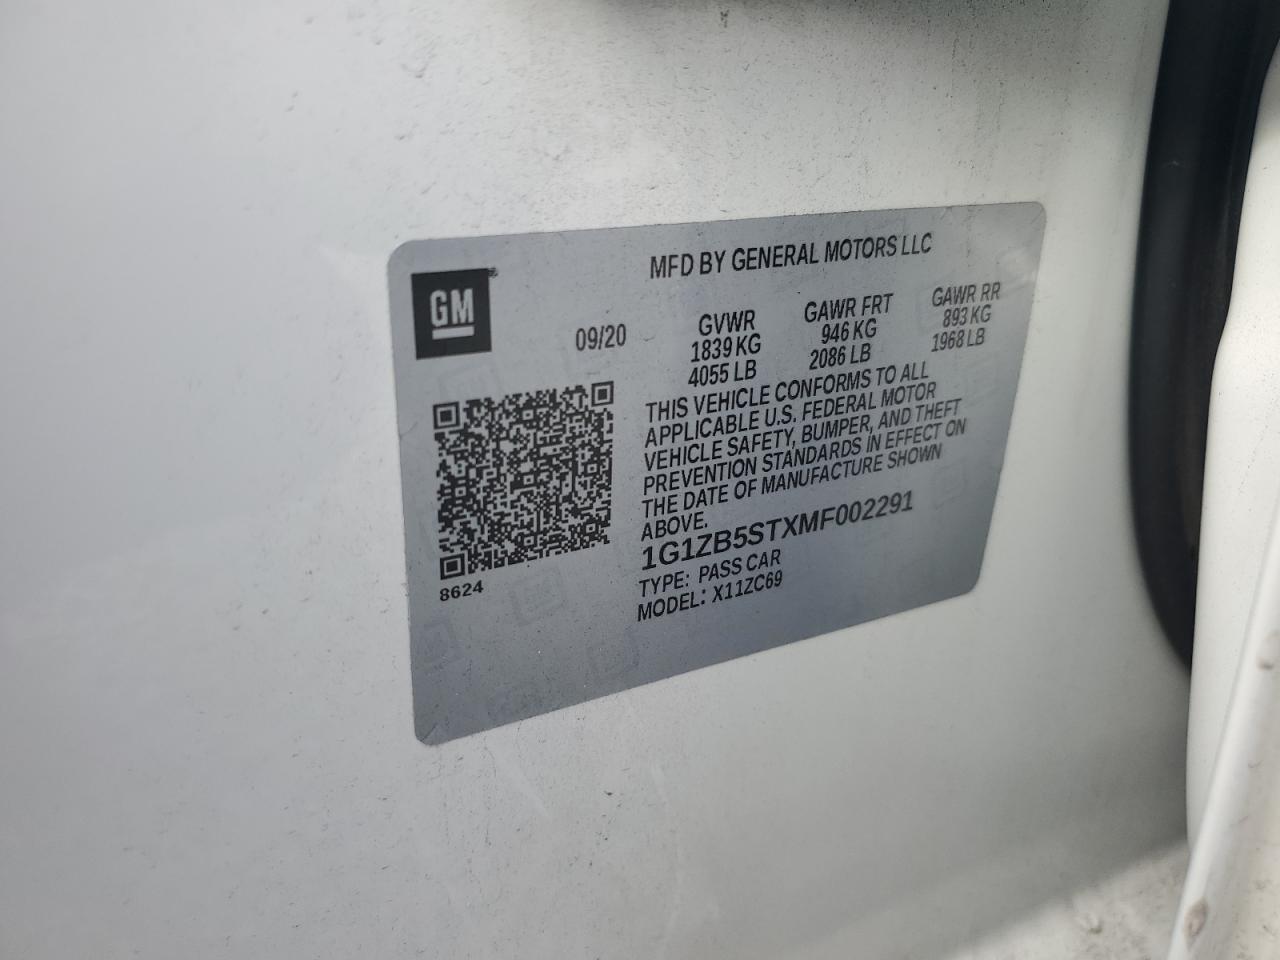 MFD BY GENERAL MOTORS LLC
GM®
09/20
GVWR
1839 KG
4055 LB
GAWR FRT
946 KG
2086 LB
GAWR RR
893 KG
1968 LB
THIS VEHICLE CONFORMS TO ALL
APPLICABLE U.S. FEDERAL MOTOR
VEHICLE SAFETY, BUMPER, AND THEFT
PREVENTION STANDARDS IN EFFECT ON
THE DATE OF MANUFACTURE SHOWN
ABOVE.
1G1ZB5STXMF002291
TYPE: PASS CAR
MODEL: X11ZC69
8624